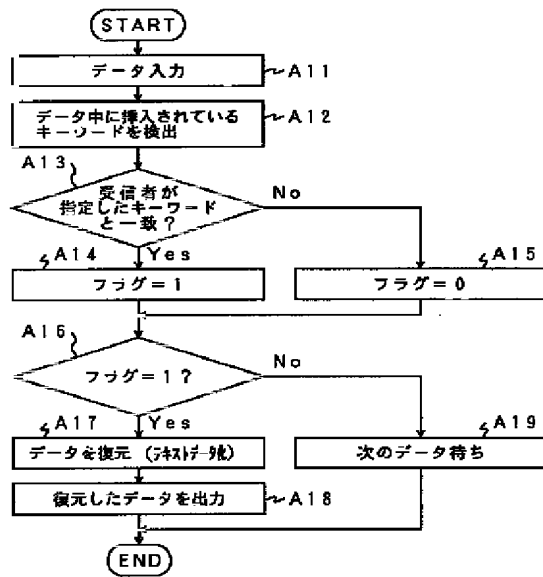 START
データ入力
A11
データ中に挿入されている
キーワードを検出
A12
A13
受信者が
指定したキーワード
と一致?
No
Yes
A14
フラグ=1
A15
フラグ=0
A16
フラグ=1?
No
Yes
A17
データを復元 (テキストデータ化)
A19
次のデータ待ち
復元したデータを出力
A18
END